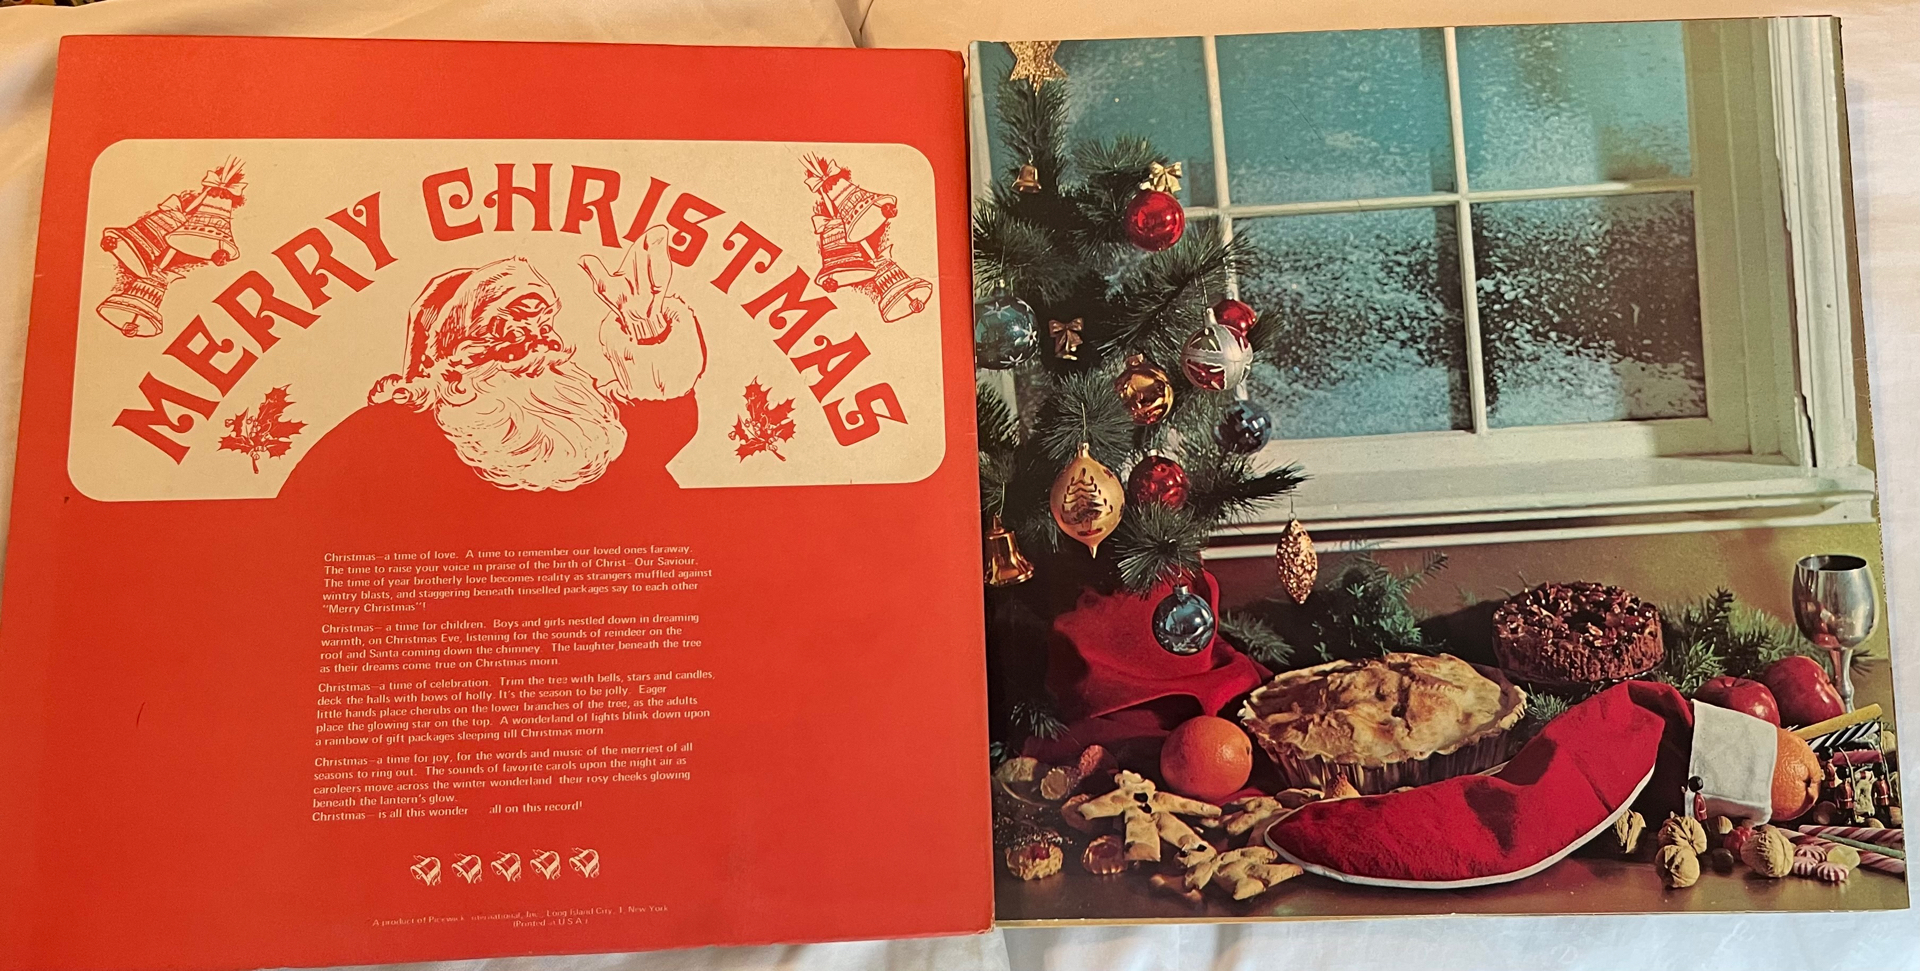 MERRY CHRISTMAS
Christmas—a time of love. A time to remember our loved ones faraway.
The time to raise your voice in praise of the birth of Christ—Our Saviour.
The time of year brotherly love becomes reality as strangers muffled against
wintry blasts, and staggering beneath tinselled packages say to each other
"Merry Christmas"!
Christmas— a time for children. Boys and girls nestled down in dreaming
warmth, on Christmas Eve, listening for the sounds of reindeer on the
roof and Santa coming down the chimney. The laughter beneath the tree
as their dreams come true on Christmas morn.
Christmas—a time of celebration. Trim the tree with bells, stars and candles,
deck the halls with bows of holly. It's the season to be jolly. Eager
little hands place cherubs on the lower branches of the tree, as the adults
place the glowing star on the top. A wonderland of lights blink down upon
a rainbow of gift packages sleeping till Christmas morn.
Christmas—a time for joy, for the words and music of the merriest of all
seasons to ring out. The sounds of favorite carols upon the night air as
caroleers move across the winter wonderland their rosy cheeks glowing
beneath the lantern's glow.
Christmas— is all this wonder all on this record!
A product of Pickwick International, Inc., Long Island City, 1, New York
(Printed in U S A )